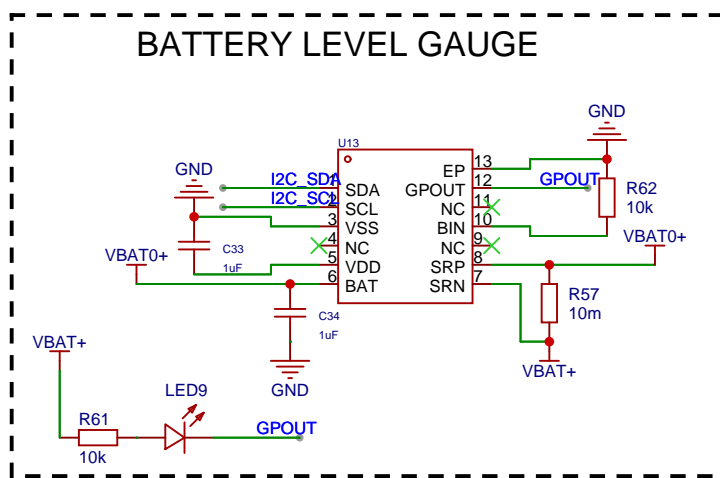 BATTERY LEVEL GAUGE
U13
GND
GND
I2C_SDA
1
SDA
EP
13
GPOUT
12
GPOUT
I2C_SCL
2
SCL
NC
11
R62
10k
3
VSS
BIN
10
C33
1uF
4
NC
NC
9
VBAT0+
VBAT0+
5
VDD
SRP
8
6
BAT
SRN
7
R57
10m
C34
1uF
VBAT+
GND
VBAT+
LED9
R61
10k
GPOUT